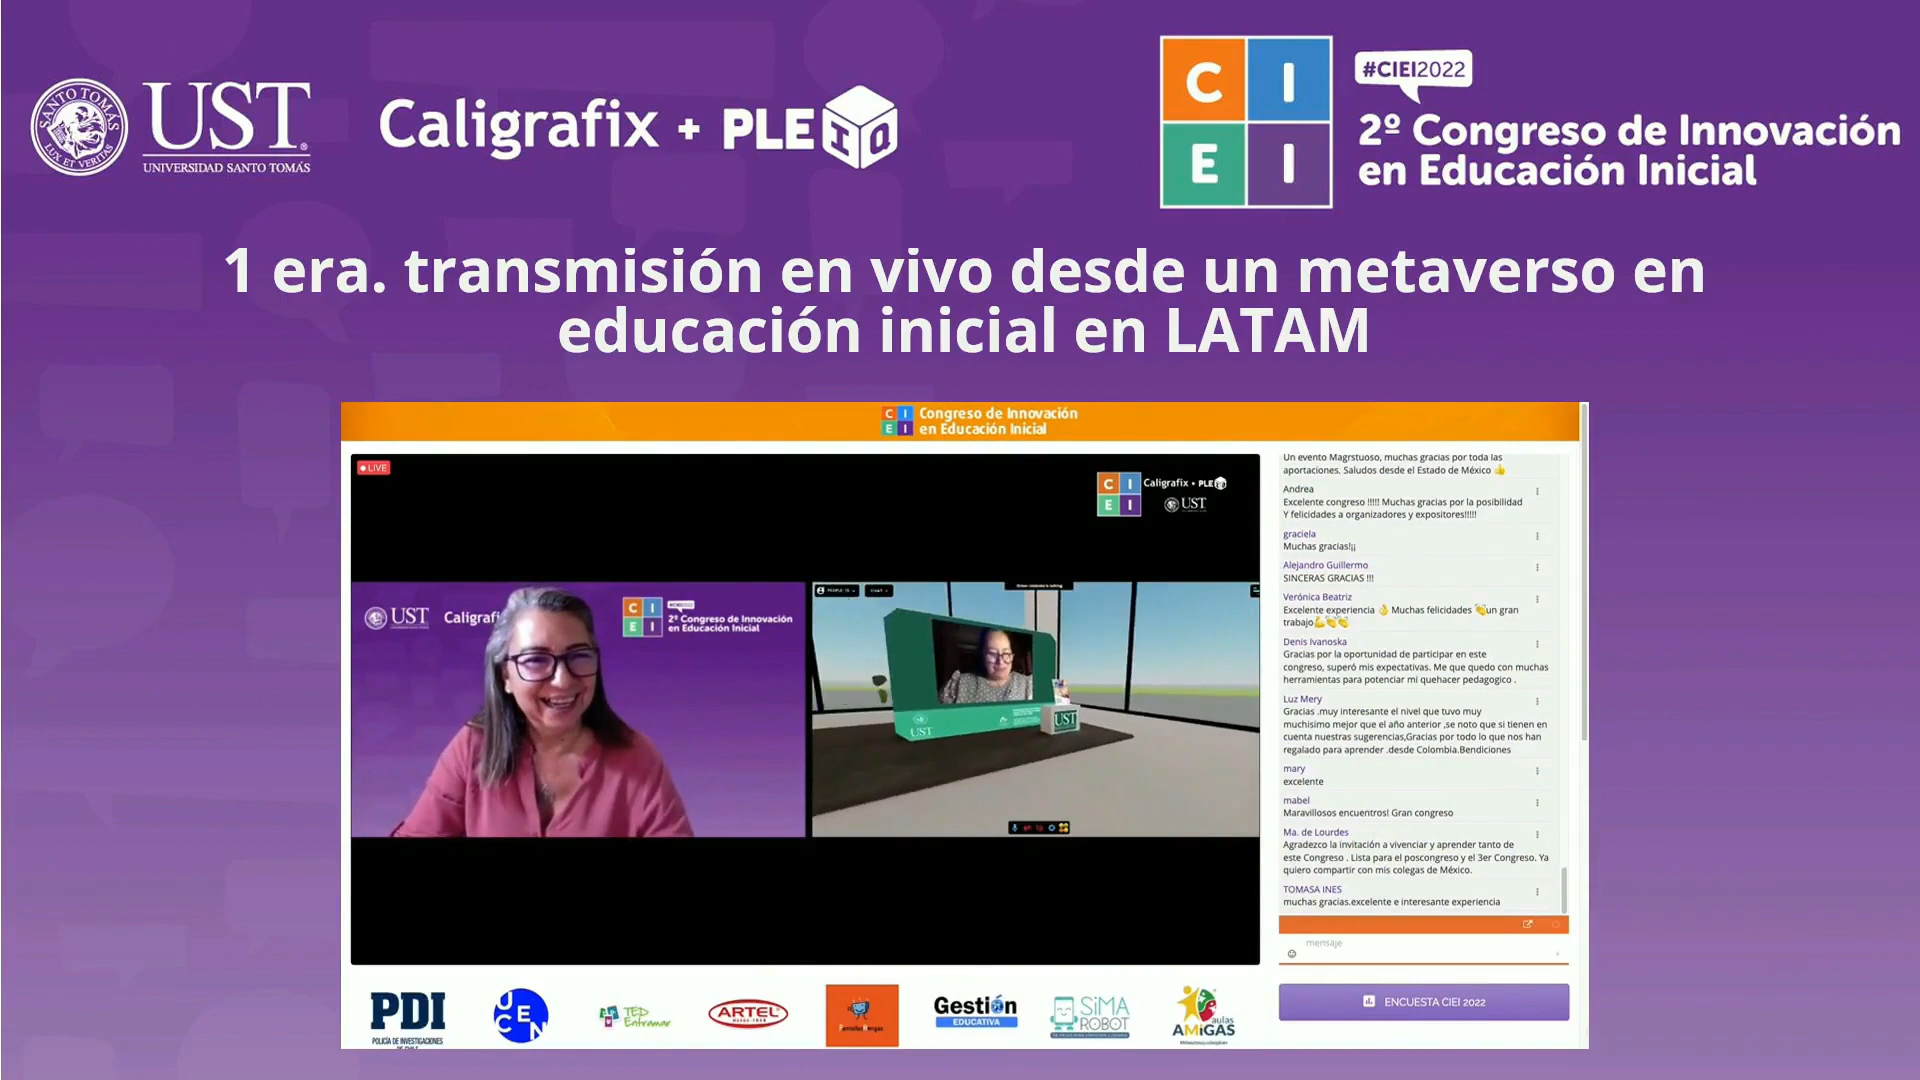 SANTO TOMÁS
LUX ET VERITAS
UST
UNIVERSIDAD SANTO TOMÁS
Caligrafix + PLE IQ
C I
E I
#CIEI2022
2º Congreso de Innovación
en Educación Inicial
1 era. transmisión en vivo desde un metaverso en
educación inicial en LATAM
C I
E I
Congreso de Innovación
en Educación Inicial
LIVE
C I
E I
Caligrafix + PLE
UST
UST
Caligrafi
C I
E I
#CIEI2022
2º Congreso de Innovación
en Educación Inicial
UST
UST
Un evento Magrstuoso, muchas gracias por toda las
aportaciones. Saludos desde el Estado de México 👍
Andrea
Excelente congreso !!!!! Muchas gracias por la posibilidad
Y felicidades a organizadores y expositores!!!!!
graciela
Muchas gracias!¡¡
Alejandro Guillermo
SINCERAS GRACIAS !!!
Verónica Beatriz
Excelente experiencia 👌 Muchas felicidades 👏un gran
trabajo💪👏👏
Denis Ivanoska
Gracias por la oportunidad de participar en este
congreso, superó mis expectativas. Me que quedo con muchas
herramientas para potenciar mi quehacer pedagogico .
Luz Mery
Gracias .muy interesante el nivel que tuvo muy
muchisimo mejor que el año anterior ,se noto que si tienen en
cuenta nuestras sugerencias,Gracias por todo lo que nos han
regalado para aprender .desde Colombia.Bendiciones
mary
excelente
mabel
Maravillosos encuentros! Gran congreso
Ma. de Lourdes
Agradezco la invitación a vivenciar y aprender tanto de
este Congreso . Lista para el poscongreso y el 3er Congreso. Ya
quiero compartir con mis colegas de México.
TOMASA INES
muchas gracias.excelente e interesante experiencia
mensaje
ENCUESTA CIEI 2022
PDI
POLICÍA DE INVESTIGACIONES
DE CHILE
JUCEN
TED
Entramar
ARTEL
Pantallas Amigas
Gestión
EDUCATIVA
SiMA
ROBOT
aulas
AMiGAS